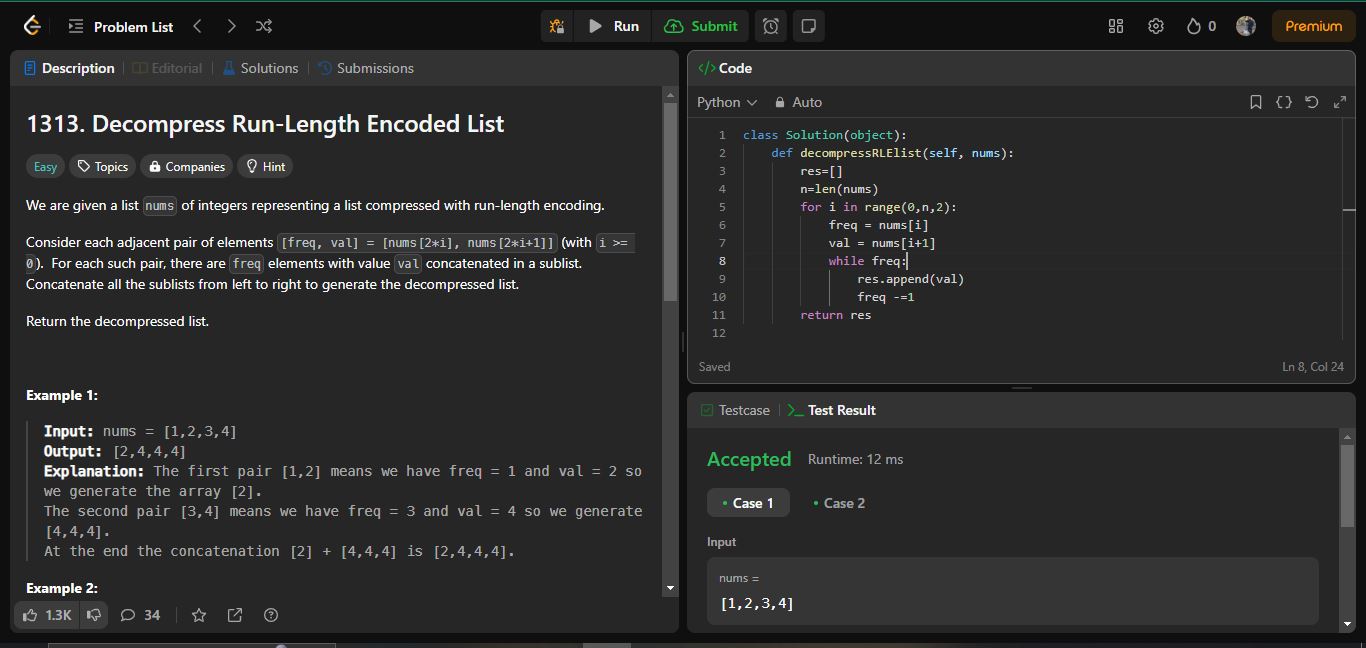 Problem List
Run
Submit
0
Premium
Description
Editorial
Solutions
Submissions
1313. Decompress Run-Length Encoded List
Easy
Topics
Companies
Hint
We are given a list nums of integers representing a list compressed with run-length encoding.
Consider each adjacent pair of elements [freq, val] = [nums[2*i], nums[2*i+1]] (with i >=
0).  For each such pair, there are freq elements with value val concatenated in a sublist.
Concatenate all the sublists from left to right to generate the decompressed list.
Return the decompressed list.
Example 1:
Input: nums = [1,2,3,4]
Output: [2,4,4,4]
Explanation: The first pair [1,2] means we have freq = 1 and val = 2 so
we generate the array [2].
The second pair [3,4] means we have freq = 3 and val = 4 so we generate
[4,4,4].
At the end the concatenation [2] + [4,4,4] is [2,4,4,4].
Example 2:
1.3K
34
</> Code
Python
Auto
1 class Solution(object):
2     def decompressRLElist(self, nums):
3         res=[]
4         n=len(nums)
5         for i in range(0,n,2):
6             freq = nums[i]
7             val = nums[i+1]
8             while freq:
9                 res.append(val)
10                 freq -=1
11         return res
12
Saved
Ln 8, Col 24
Testcase
>_ Test Result
Accepted
Runtime: 12 ms
• Case 1
• Case 2
Input
nums =
[1,2,3,4]